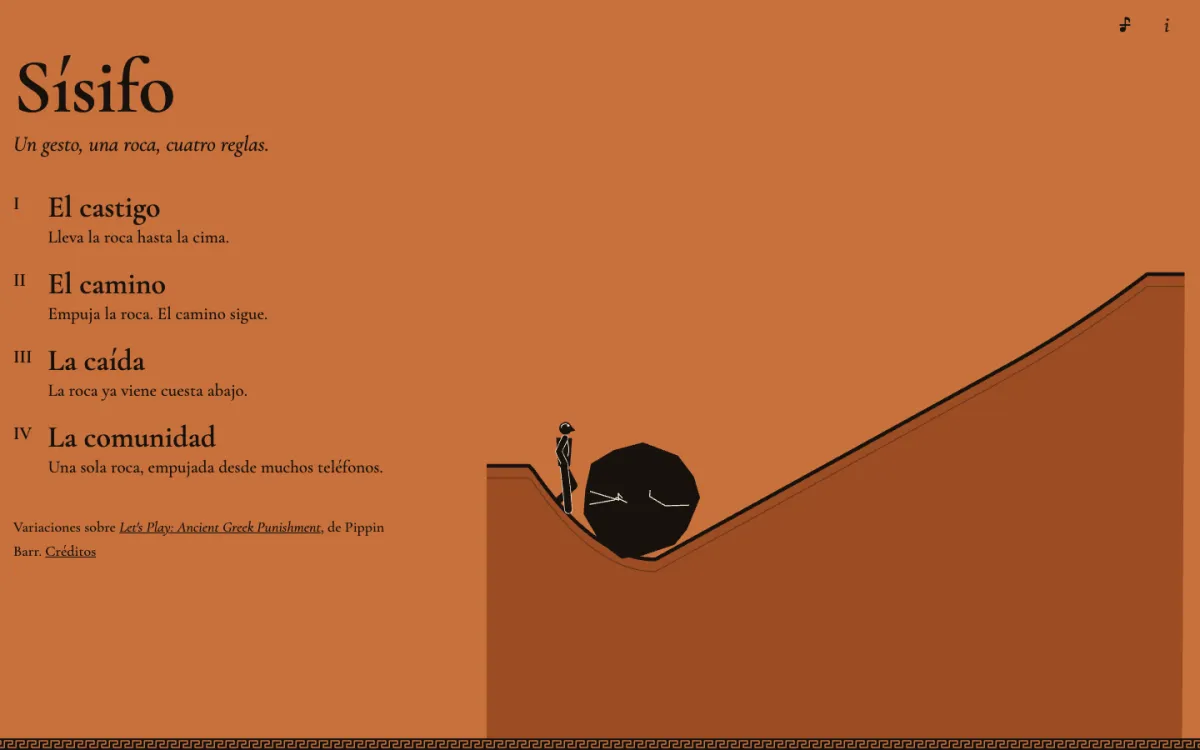 i
Sísifo
Un gesto, una roca, cuatro reglas.
I El castigo
Lleva la roca hasta la cima.
II El camino
Empuja la roca. El camino sigue.
III La caída
La roca ya viene cuesta abajo.
IV La comunidad
Una sola roca, empujada desde muchos teléfonos.
Variaciones sobre Let's Play: Ancient Greek Punishment, de Pippin
Barr. Créditos